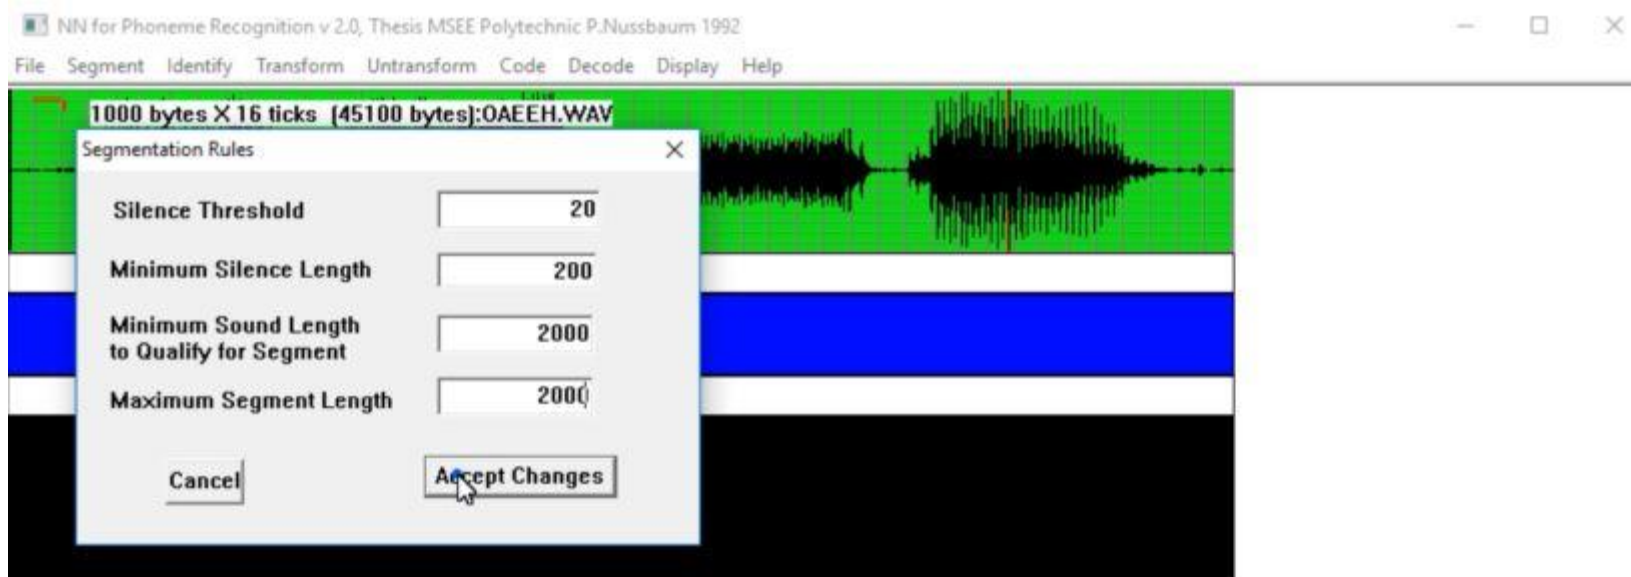 NN for Phoneme Recognition v 2.0, Thesis MSEE Polytechnic P.Nussbaum 1992
File Segment Identify Transform Untransform Code Decode Display Help
1000 bytes X 16 ticks (45100 bytes):OAEEH.WAV
Segmentation Rules
Silence Threshold 20
Minimum Silence Length 200
Minimum Sound Length
to Qualify for Segment 2000
Maximum Segment Length 2000
Cancel Accept Changes